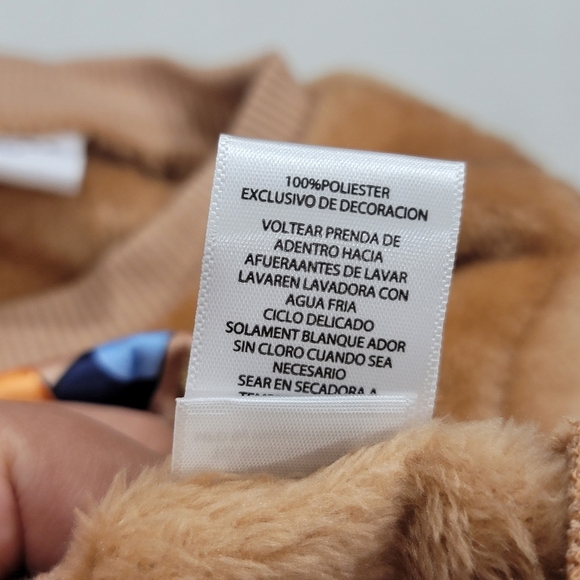 100%POLIESTER
EXCLUSIVO DE DECORACION
VOLTEAR PRENDA DE
ADENTRO HACIA
AFUERAANTES DE LAVAR
LAVAREN LAVADORA CON
AGUA FRIA
CICLO DELICADO
SOLAMENT BLANQUE ADOR
SIN CLORO CUANDO SEA
NECESARIO
SEAR EN SECADORA A